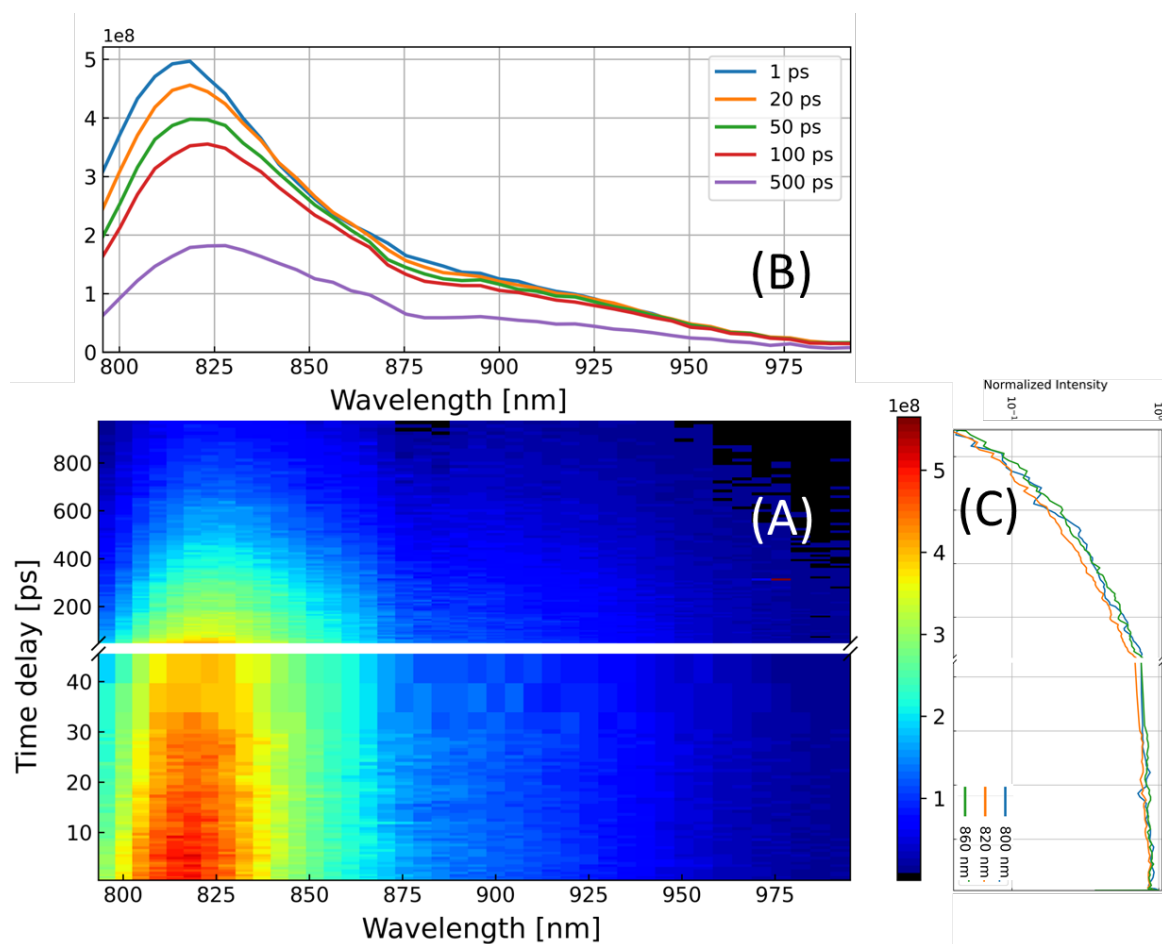 1e8
5
4
3
2
1
0
1 ps
20 ps
50 ps
100 ps
500 ps
(B)
800 825 850 875 900 925 950 975
Wavelength [nm]
Normalized Intensity
10⁻¹ 10⁰
1e8
5
4
3
2
1
800
600
400
200
40
30
20
10
Time delay [ps]
(A)
(C)
800 825 850 875 900 925 950 975
Wavelength [nm]
800 nm
820 nm
860 nm